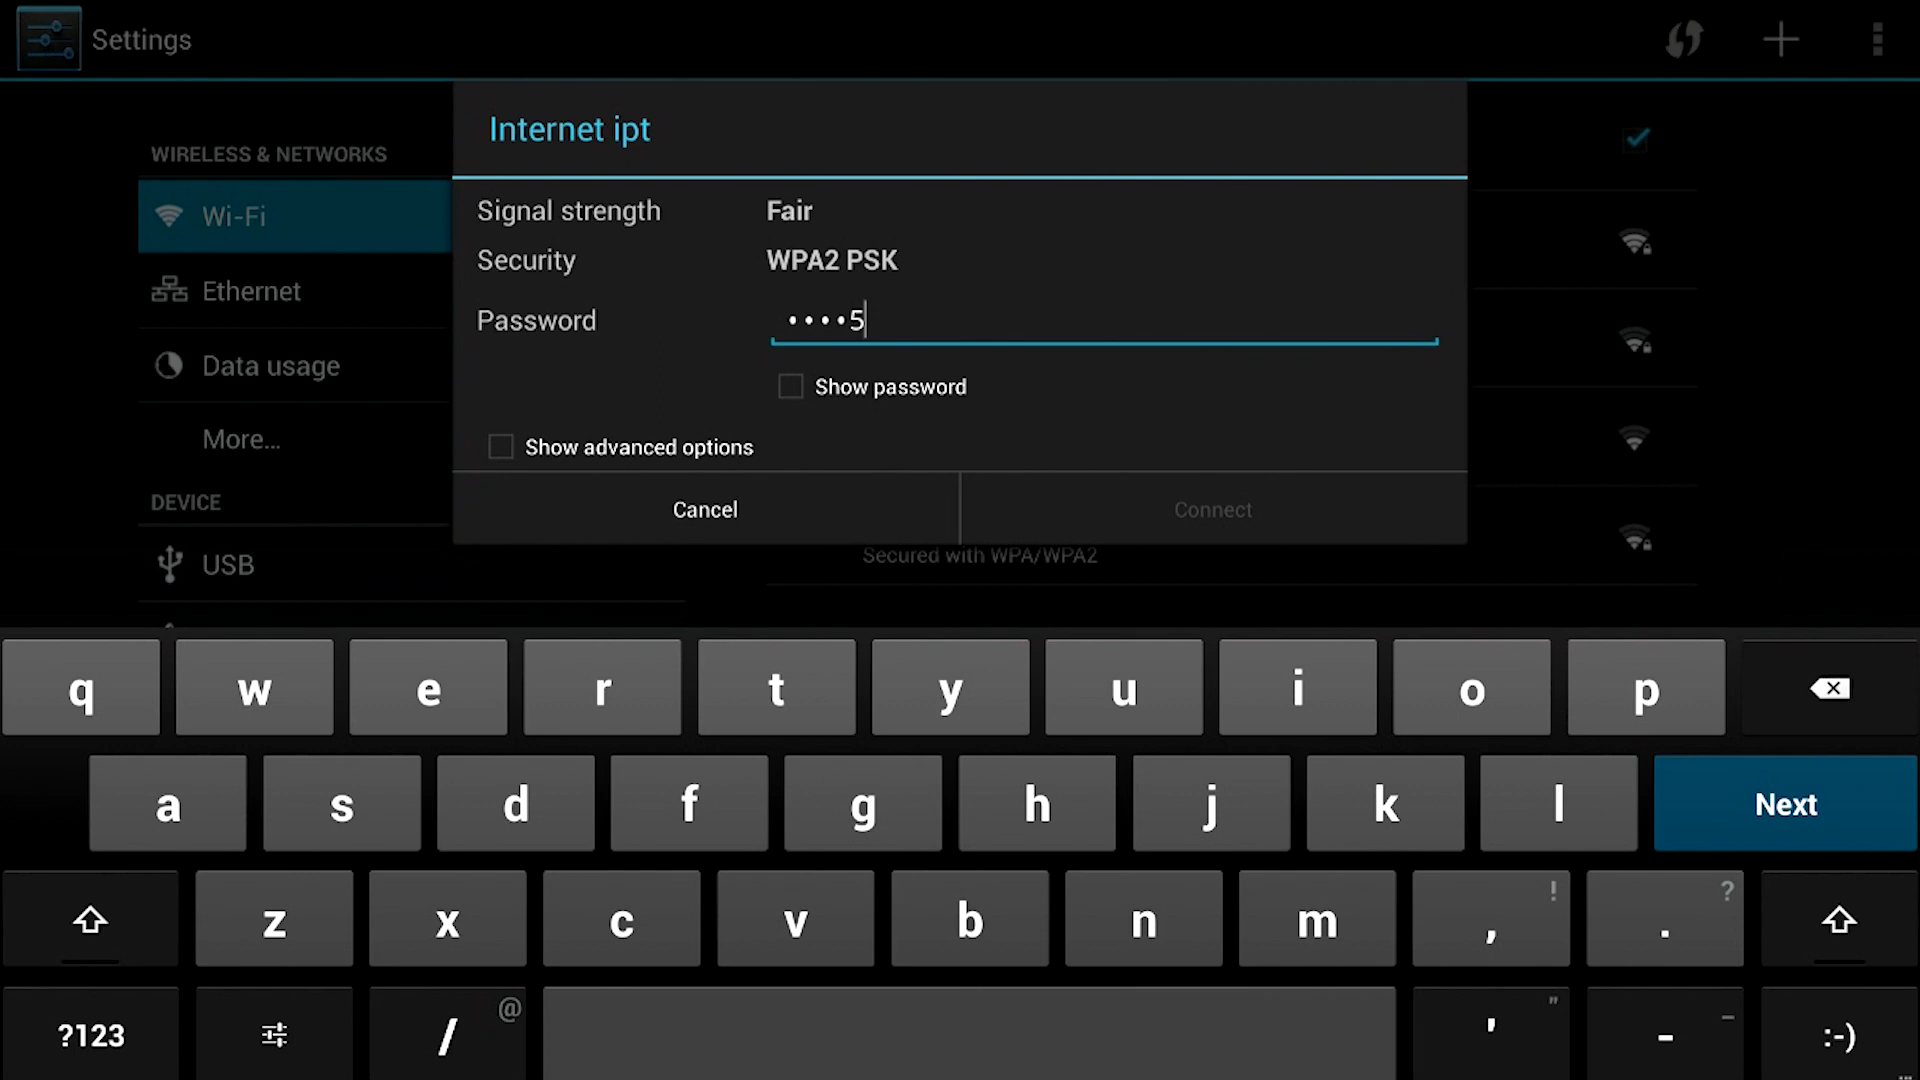 Settings
Internet ipt
WIRELESS & NETWORKS
Wi-Fi
Ethernet
Data usage
More...
DEVICE
USB
Signal strength Fair
Security WPA2 PSK
Password ••••5
Show password
Show advanced options
Cancel Connect
Secured with WPA/WPA2
q w e r t y u i o p
a s d f g h j k l Next
z x c v b n m , ! . ?
?123 / @ ' " - _ :-) ...